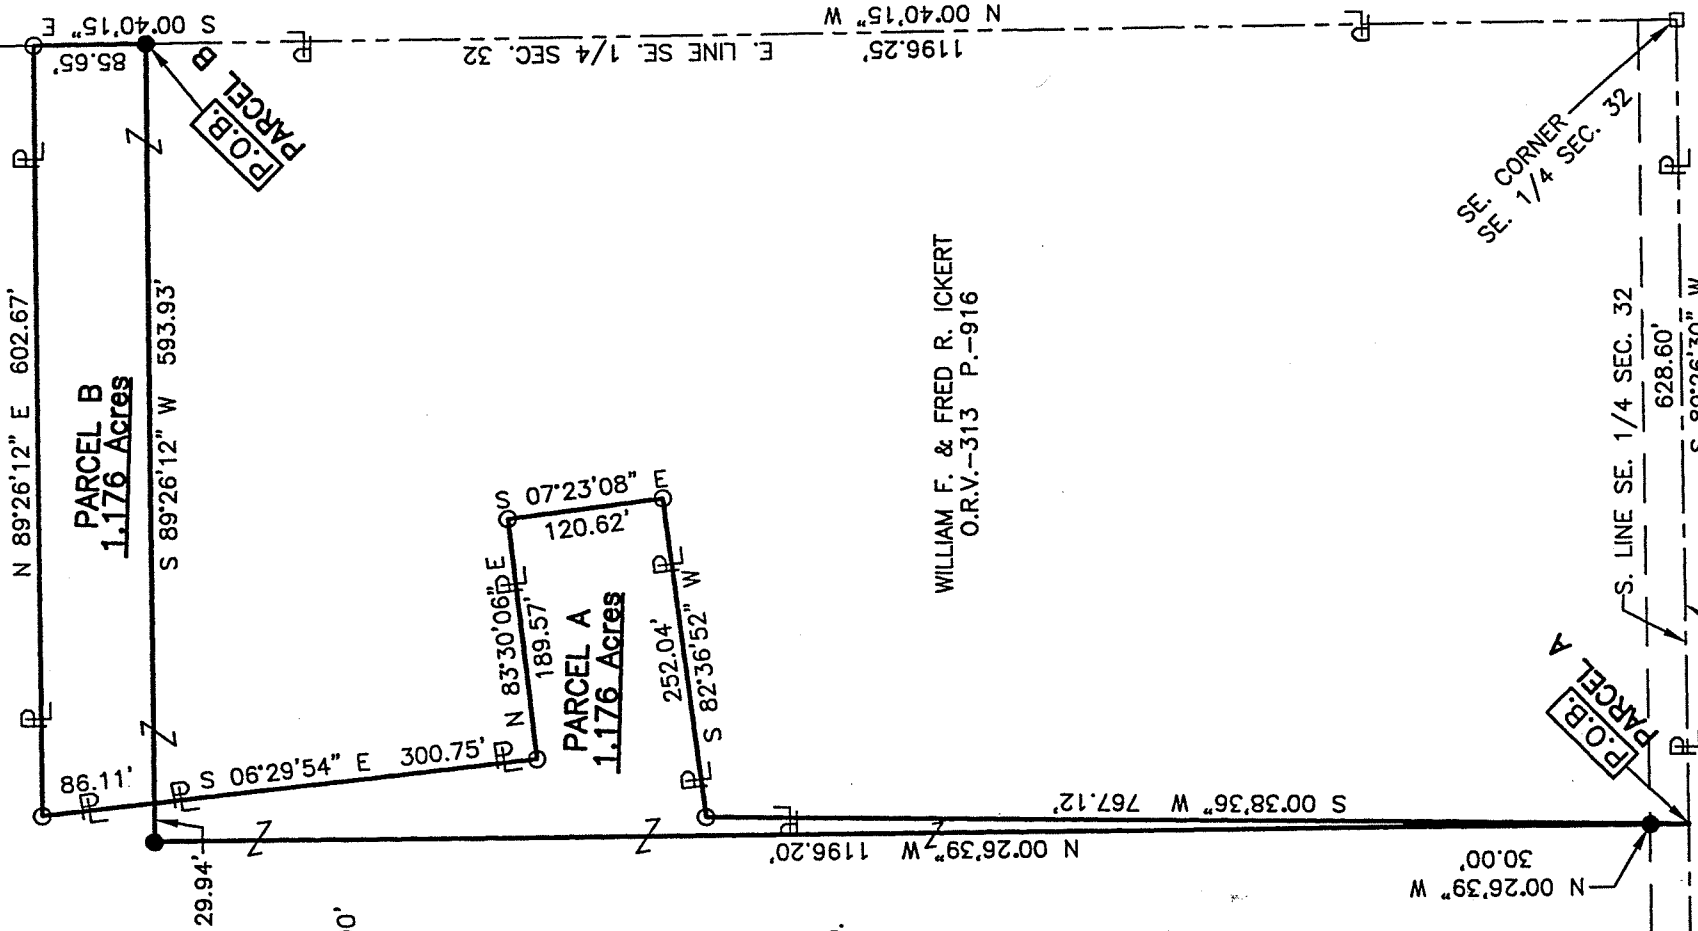 S 00°40'15" E
85.65'
N 00°40'15" W
1196.25'
E. LINE SE. 1/4 SEC. 32
P.O.B.
PARCEL B
N 89°26'12" E 602.67'
PARCEL B
1.176 Acres
S 89°26'12" W 593.93'
SE. CORNER
SE. 1/4 SEC. 32
WILLIAM F. & FRED R. ICKERT
O.R.V.-313 P.-916
S 07°23'08" E
120.62'
N 83°30'06" E
189.57'
PARCEL A
1.176 Acres
252.04'
S 82°36'52" W
86.11'
S 06°29'54" E 300.75'
29.94'
S 00°38'36" W 767.12'
N 00°26'39" W 1196.20'
N 00°26'39" W
30.00'
P.O.B.
PARCEL A
S. LINE SE. 1/4 SEC. 32
628.60'
S 89°26'30" W
0'